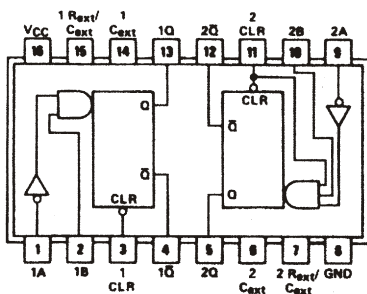 1 Rext/ 1 2
VCC Cext Cext 1Q 2Q̅ CLR 2B 2A
16 15 14 13 12 11 10 9
Q CLR
Q̅
Q̅ Q
CLR
1 2 3 4 5 6 7 8
1A 1B 1 1Q̅ 2Q 2 2 Rext/ GND
CLR Cext Cext